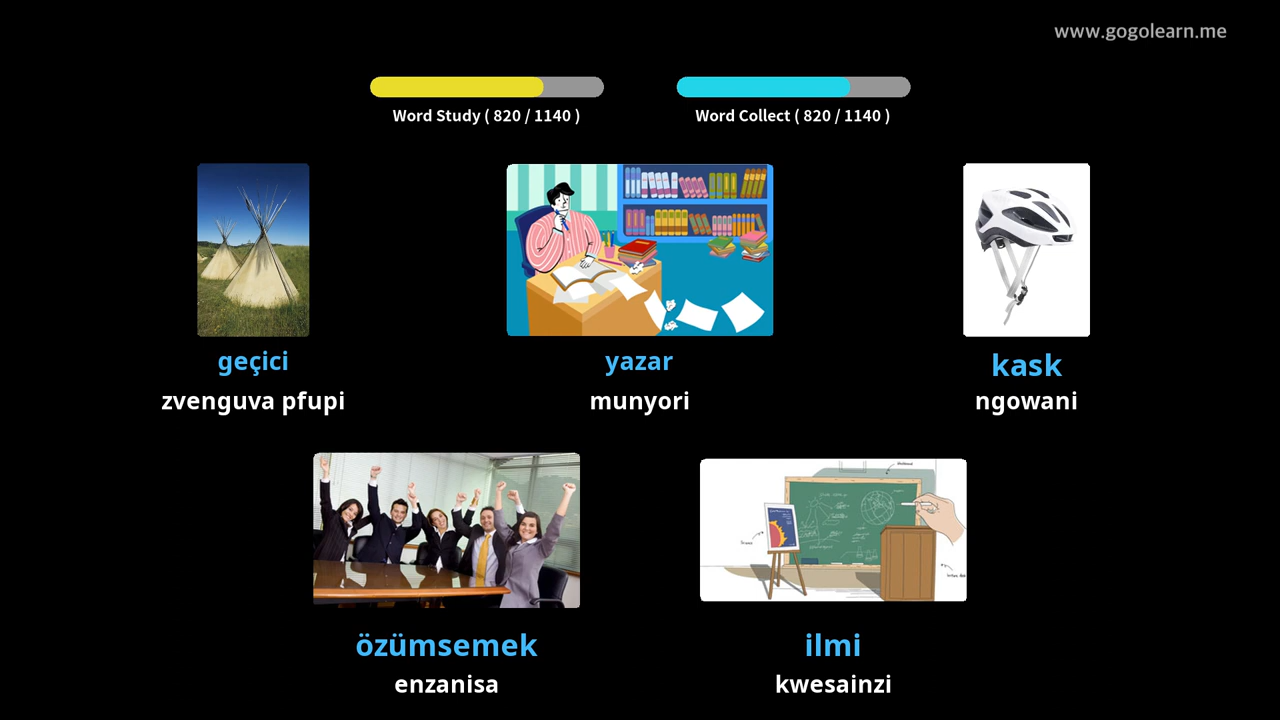 www.gogolearn.me
Word Study ( 820 / 1140 )
Word Collect ( 820 / 1140 )
geçici
zvenguva pfupi
yazar
munyori
kask
ngowani
özümsemek
enzanisa
ilmi
kwesainzi